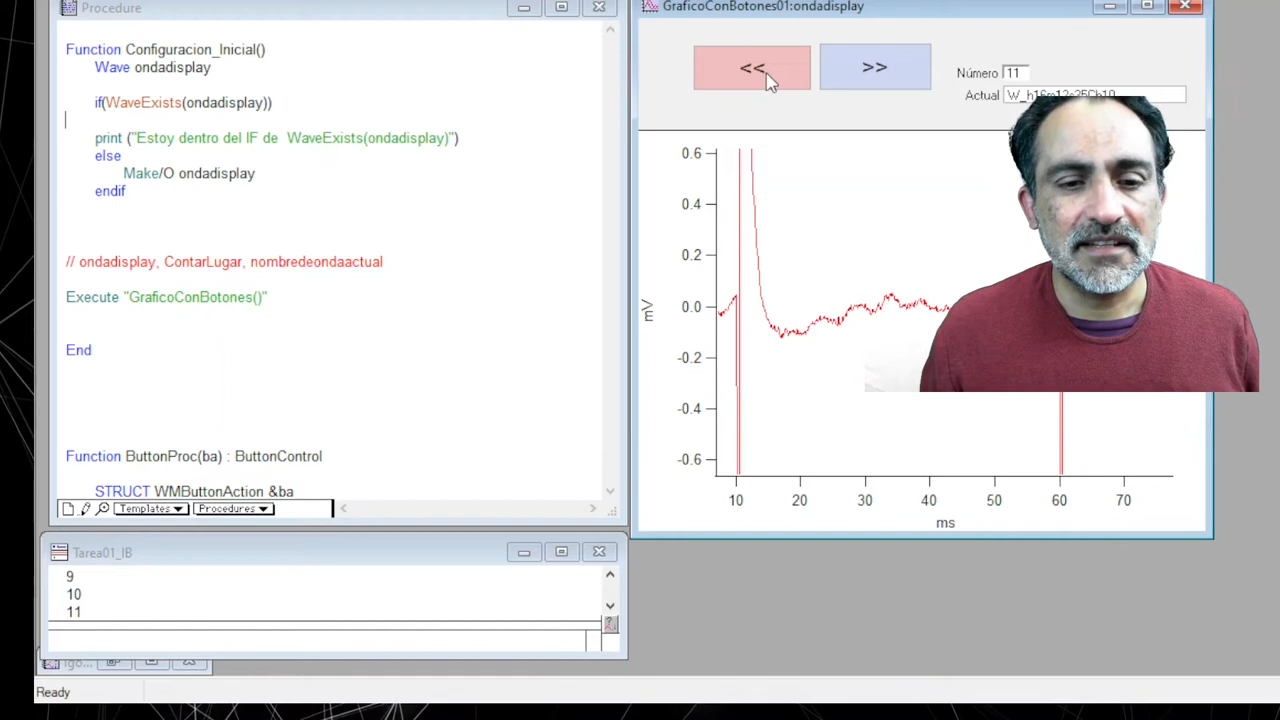 Procedure
Function Configuracion_Inicial()
Wave ondadisplay
if(WaveExists(ondadisplay))
print ("Estoy dentro del IF de WaveExists(ondadisplay)")
else
Make/O ondadisplay
endif
// ondadisplay, ContarLugar, nombredeondaactual
Execute "GraficoConBotones()"
End
Function ButtonProc(ba) : ButtonControl
STRUCT WMButtonAction &ba
Templates
Procedures
Tarea01_IB
9
10
11
Igo...
Ready
GraficoConBotones01:ondadisplay
<<
>>
Número 11
Actual
0.6
0.4
0.2
0.0
-0.2
-0.4
-0.6
mV
10 20 30 40 50 60 70
ms